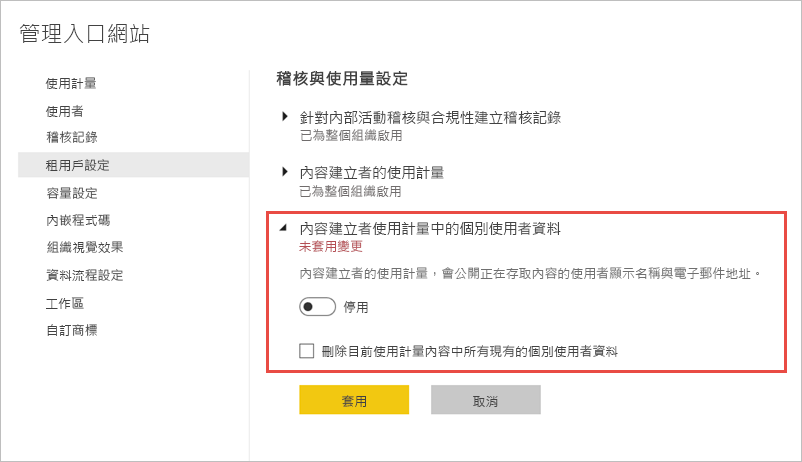 管理入口網站
使用計量
使用者
稽核記錄
租用戶設定
容量設定
內嵌程式碼
組織視覺效果
資料流程設定
工作區
自訂商標
稽核與使用量設定
針對內部活動稽核與合規性建立稽核記錄
已為整個組織啟用
內容建立者的使用計量
已為整個組織啟用
內容建立者使用計量中的個別使用者資料
未套用變更
內容建立者的使用計量，會公開正在存取內容的使用者顯示名稱與電子郵件地址。
停用
刪除目前使用計量內容中所有現有的個別使用者資料
套用
取消